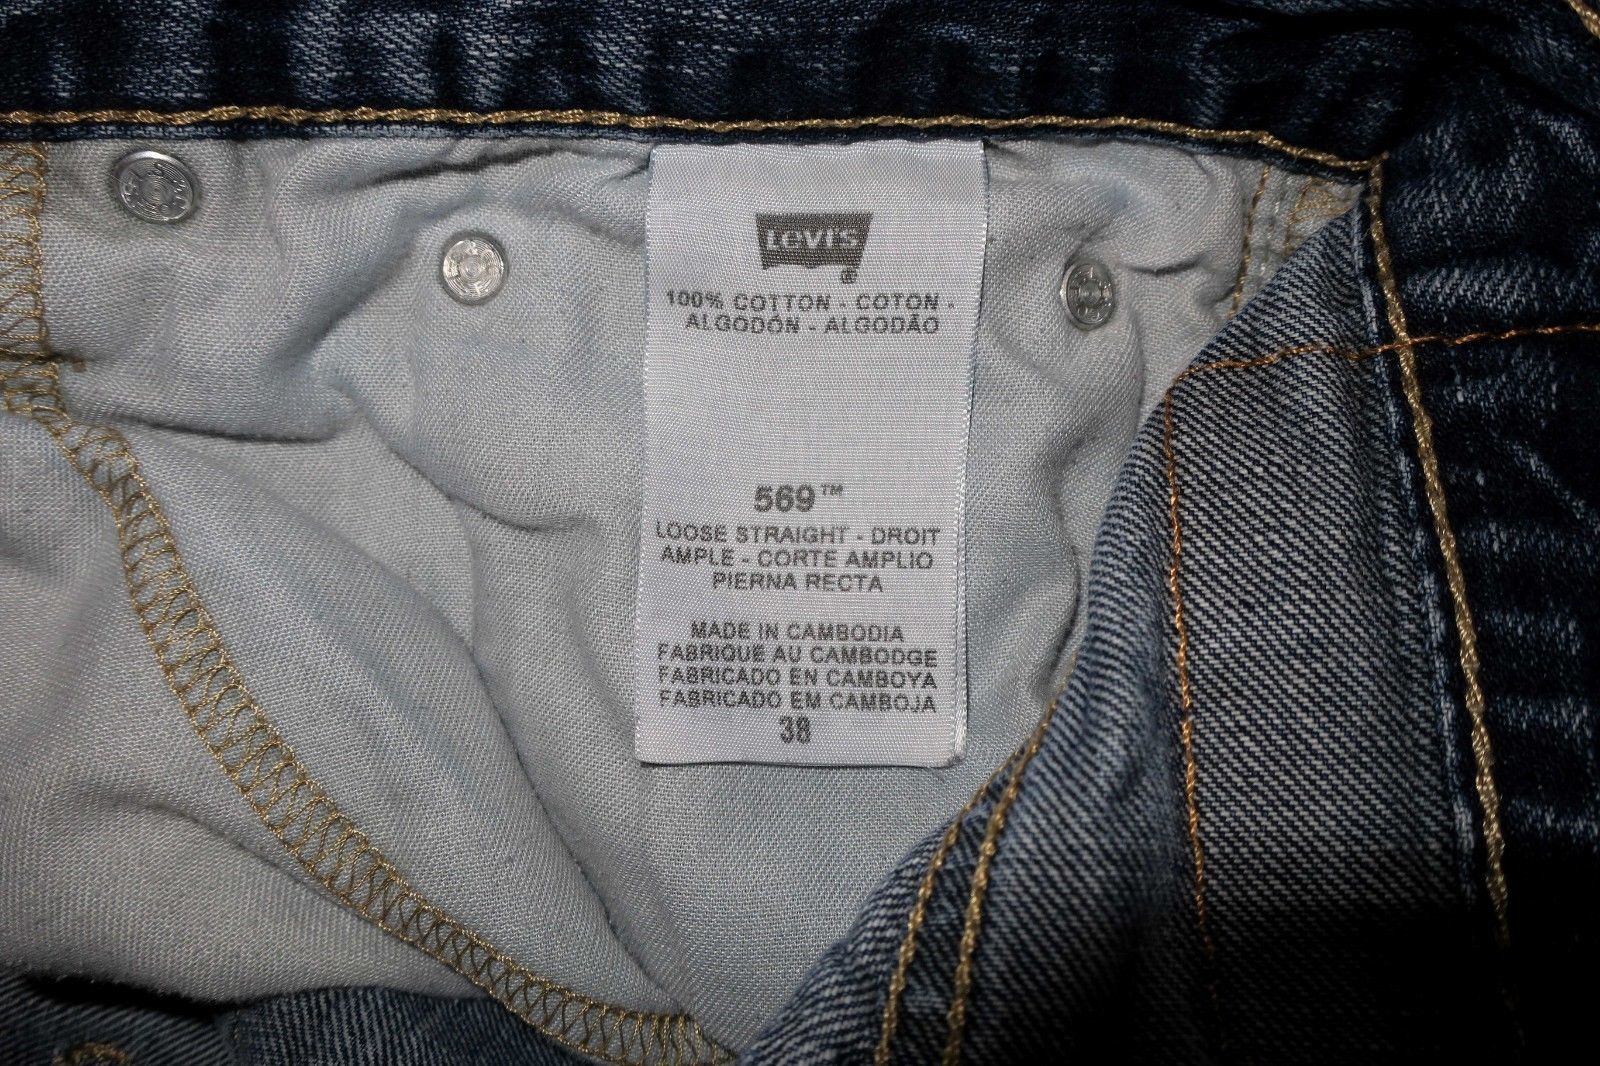 Levi's
®
100% COTTON - COTON -
ALGODÓN - ALGODÃO
569™
LOOSE STRAIGHT - DROIT
AMPLE - CORTE AMPLIO
PIERNA RECTA
MADE IN CAMBODIA
FABRIQUE AU CAMBODGE
FABRICADO EN CAMBOYA
FABRICADO EM CAMBOJA
38